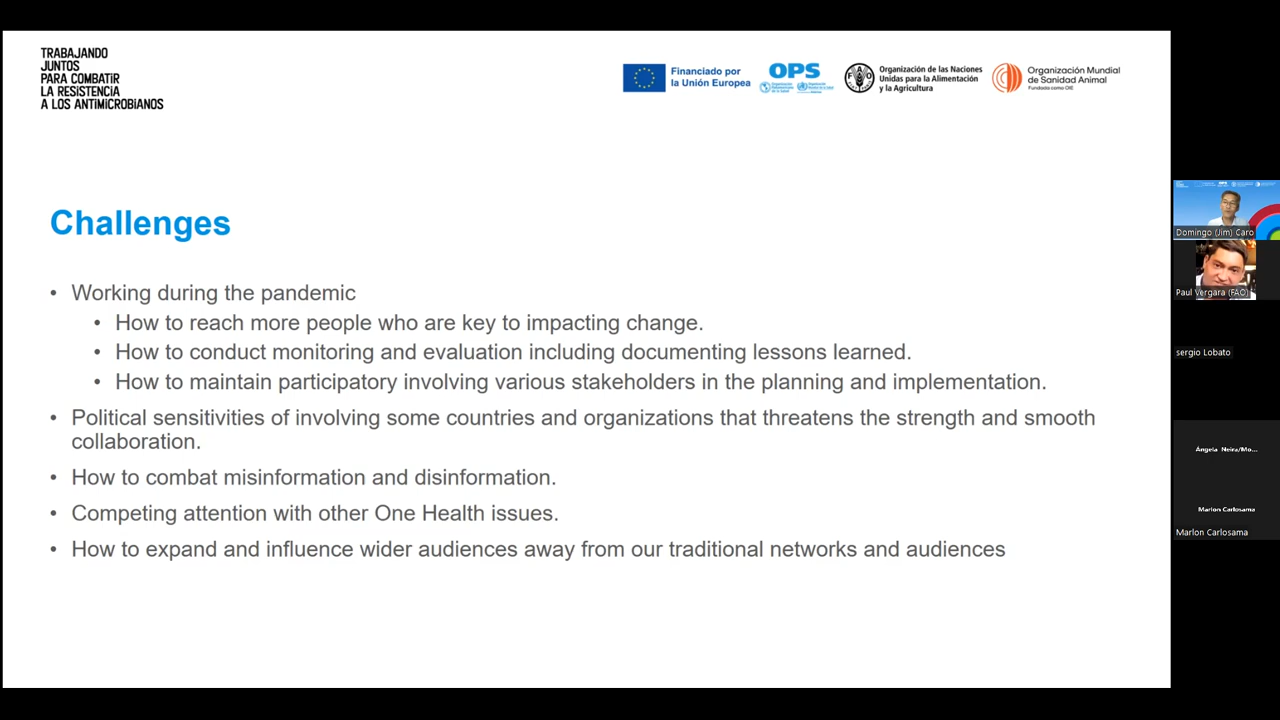 TRABAJANDO
JUNTOS
PARA COMBATIR
LA RESISTENCIA
A LOS ANTIMICROBIANOS
Financiado por
la Unión Europea
OPS
FAO
Organización de las Naciones
Unidas para la Alimentación
y la Agricultura
Organización Mundial
de Sanidad Animal
Fundada como OIE
Challenges
• Working during the pandemic
• How to reach more people who are key to impacting change.
• How to conduct monitoring and evaluation including documenting lessons learned.
• How to maintain participatory involving various stakeholders in the planning and implementation.
• Political sensitivities of involving some countries and organizations that threatens the strength and smooth
collaboration.
• How to combat misinformation and disinformation.
• Competing attention with other One Health issues.
• How to expand and influence wider audiences away from our traditional networks and audiences
Domingo (Jim) Caro
Paul Vergara (FAO)
sergio Lobato
Ángela Neira/Mo...
Marlon Carlosama
Marlon Carlosama